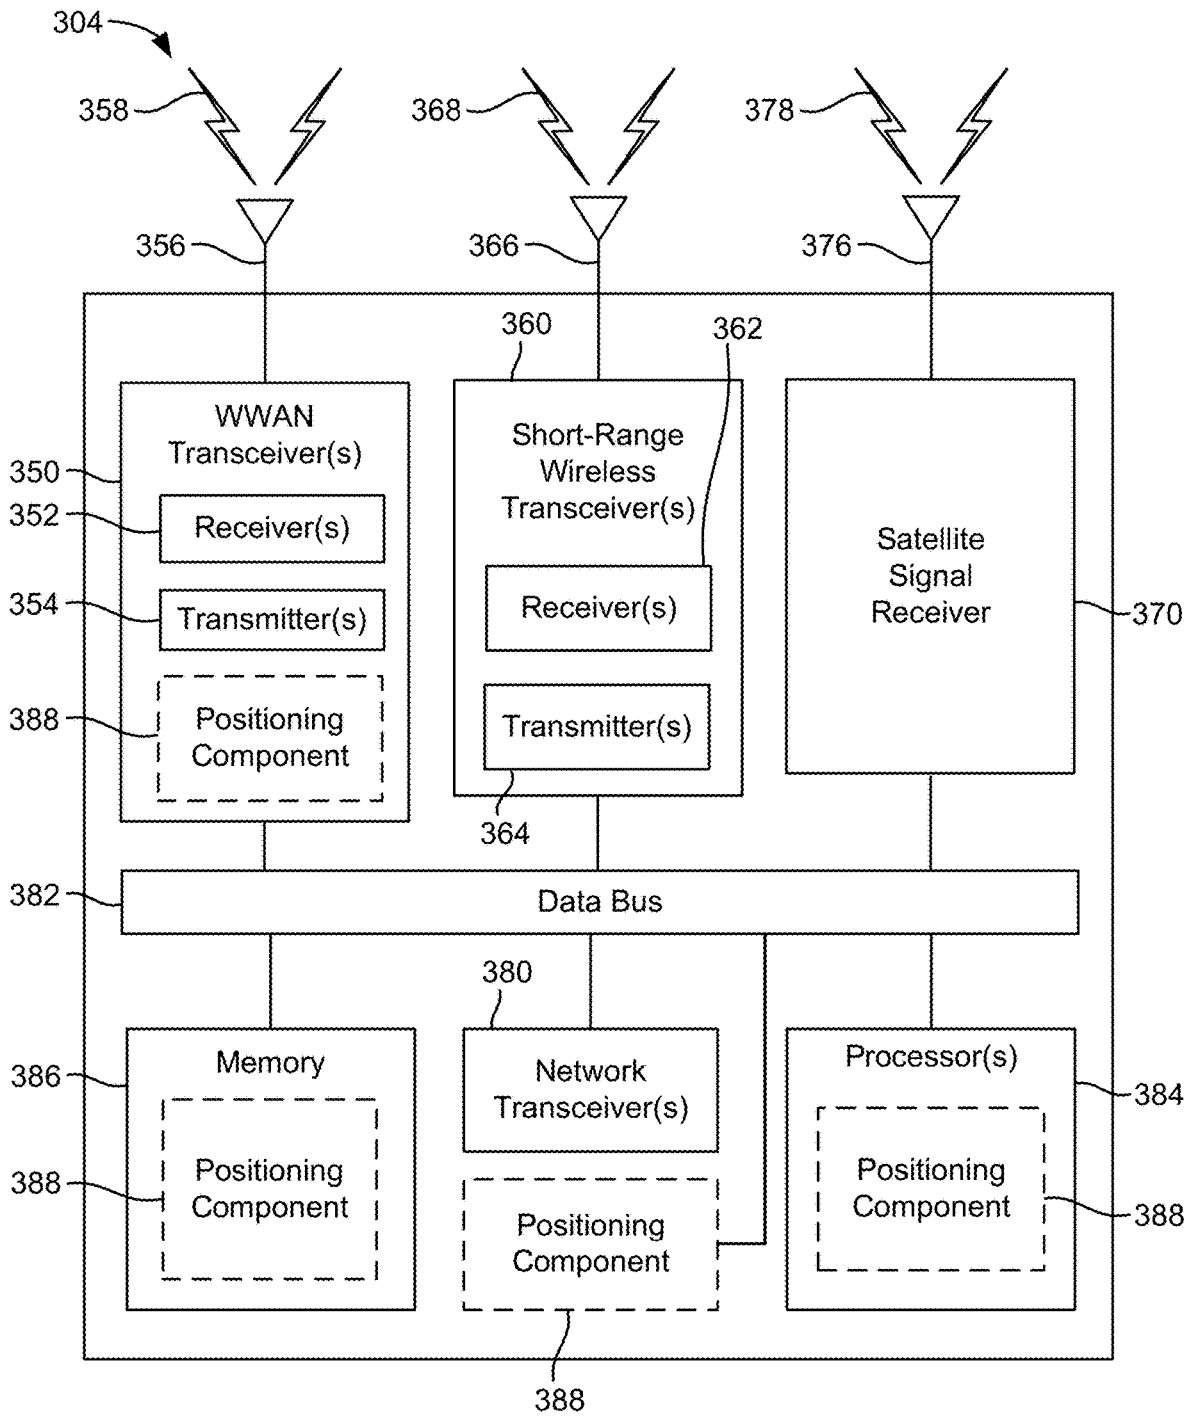 304
358
368
378
356
366
376
360
362
WWAN
Transceiver(s)
350
Short-Range
Wireless
Transceiver(s)
352
Receiver(s)
Satellite
Signal
Receiver
354
Transmitter(s)
Receiver(s)
370
388
Positioning
Component
Transmitter(s)
364
382
Data Bus
380
386
Memory
Network
Transceiver(s)
Processor(s)
384
388
Positioning
Component
Positioning
Component
Positioning
Component
388
388